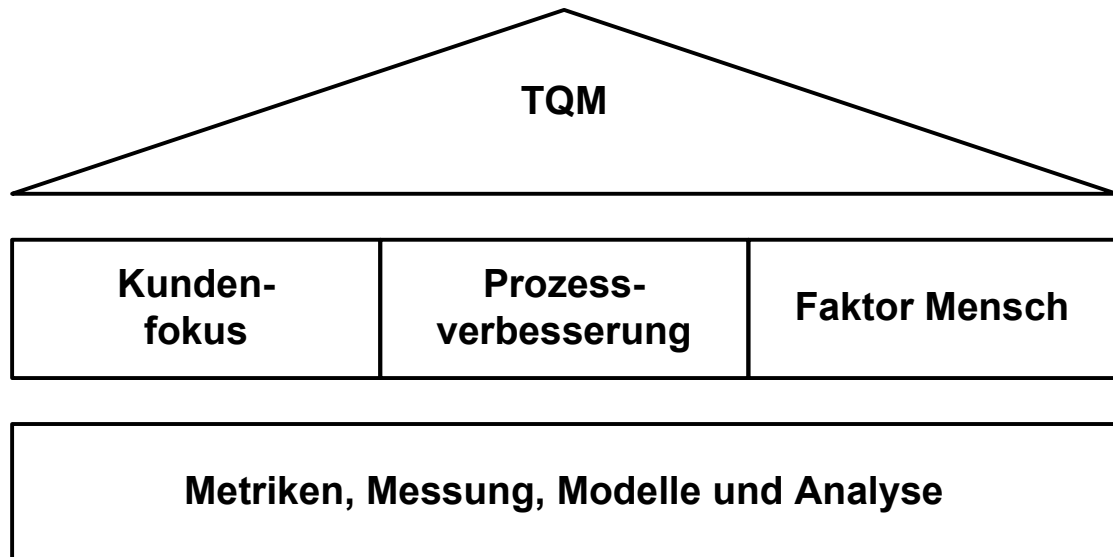 TQM
Kunden-
fokus
Prozess-
verbesserung
Faktor Mensch
Metriken, Messung, Modelle und Analyse